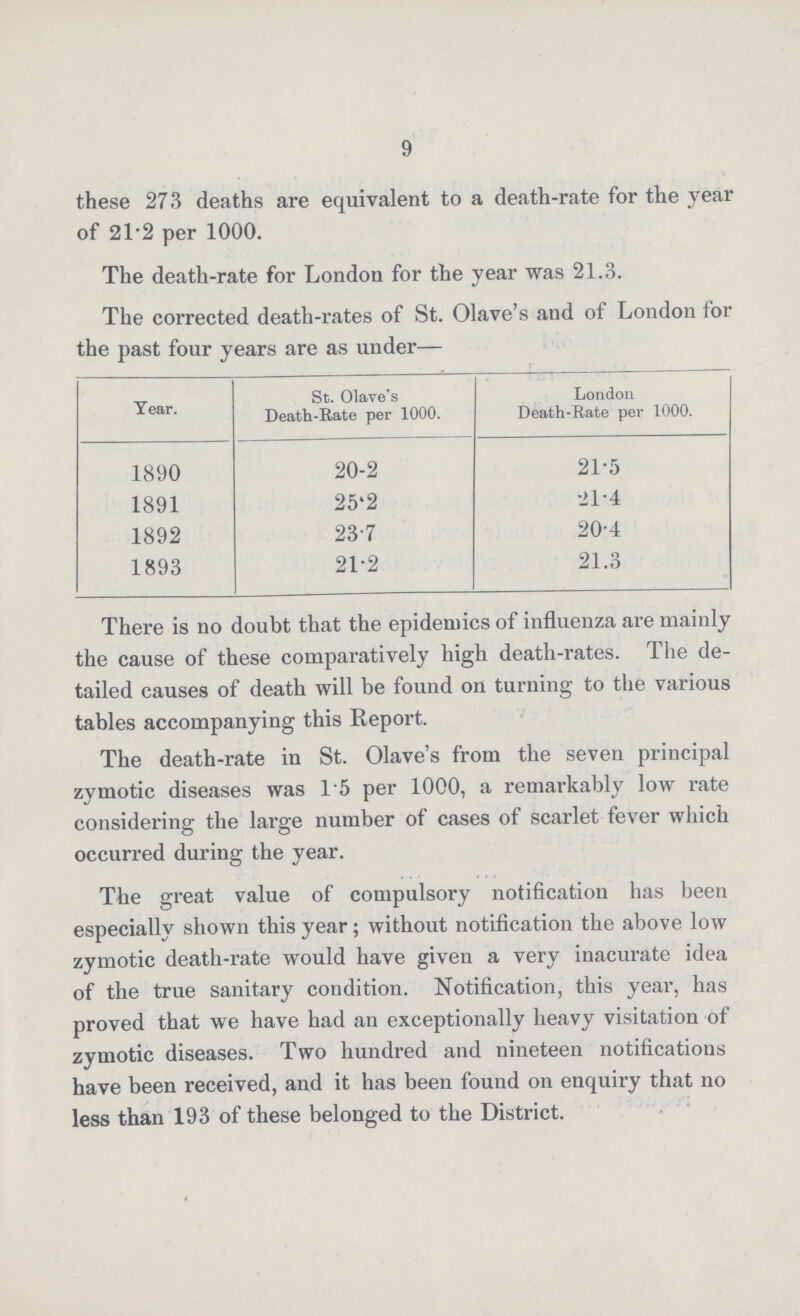 9
these 273 deaths are equivalent to a death-rate for the year
of 21·2 per 1000.
The death-rate for London for the year was 21.3.
The corrected death-rates of St. Olave's and of London for
the past four years are as under—
Year. St. Olave's Death-Rate per 1000. London Death-Rate per 1000.
1890 20-2 21·5
1891 25·2 21·4
1892 23·7 20·4
1893 21·2 21.3
There is no doubt that the epidemics of influenza are mainly
the cause of these comparatively high death-rates. The de-
tailed causes of death will be found on turning to the various
tables accompanying this Report.
The death-rate in St. Olave's from the seven principal
zymotic diseases was 1·5 per 1000, a remarkably low rate
considering the large number of cases of scarlet fever which
occurred during the year.
The great value of compulsory notification has been
especially shown this year; without notification the above low
zymotic death-rate would have given a very inacurate idea
of the true sanitary condition. Notification, this year, has
proved that we have had an exceptionally heavy visitation of
zymotic diseases. Two hundred and nineteen notifications
have been received, and it has been found on enquiry that no
less than 193 of these belonged to the District.